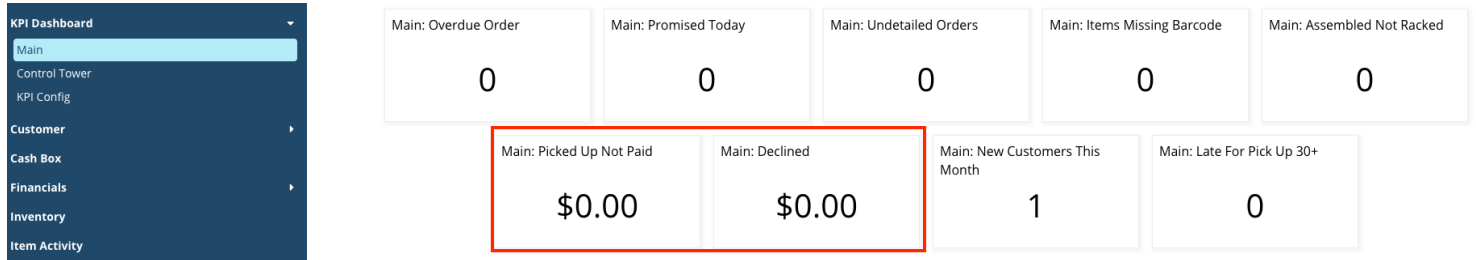 KPI Dashboard
Main
Control Tower
KPI Config
Customer
Cash Box
Financials
Inventory
Item Activity
Main: Overdue Order
0
Main: Promised Today
0
Main: Undetailed Orders
0
Main: Items Missing Barcode
0
Main: Assembled Not Racked
0
Main: Picked Up Not Paid
$0.00
Main: Declined
$0.00
Main: New Customers This
Month
1
Main: Late For Pick Up 30+
0